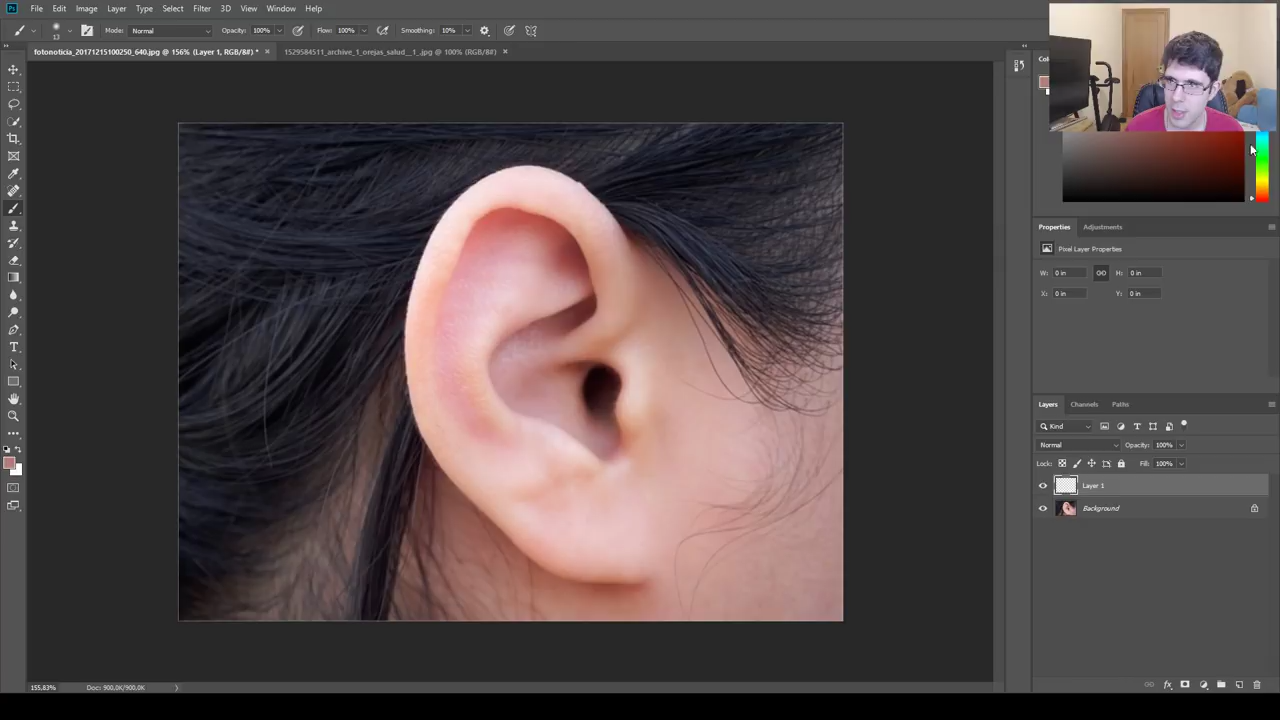 Ps File Edit Image Layer Type Select Filter 3D View Window Help
13 Mode: Normal Opacity: 100% Flow: 100% Smoothing: 10%
fotonoticia_20171215100250_640.jpg @ 156% (Layer 1, RGB/8#) * × 1529584511_archive_1_orejas_salud__1_.jpg @ 100% (RGB/8#) ×
Properties Adjustments
Pixel Layer Properties
W: 0 in H: 0 in
X: 0 in Y: 0 in
Layers Channels Paths
Kind
Normal Opacity: 100%
Lock: Fill: 100%
Layer 1
Background
155,83% Doc: 900,0K/900,0K